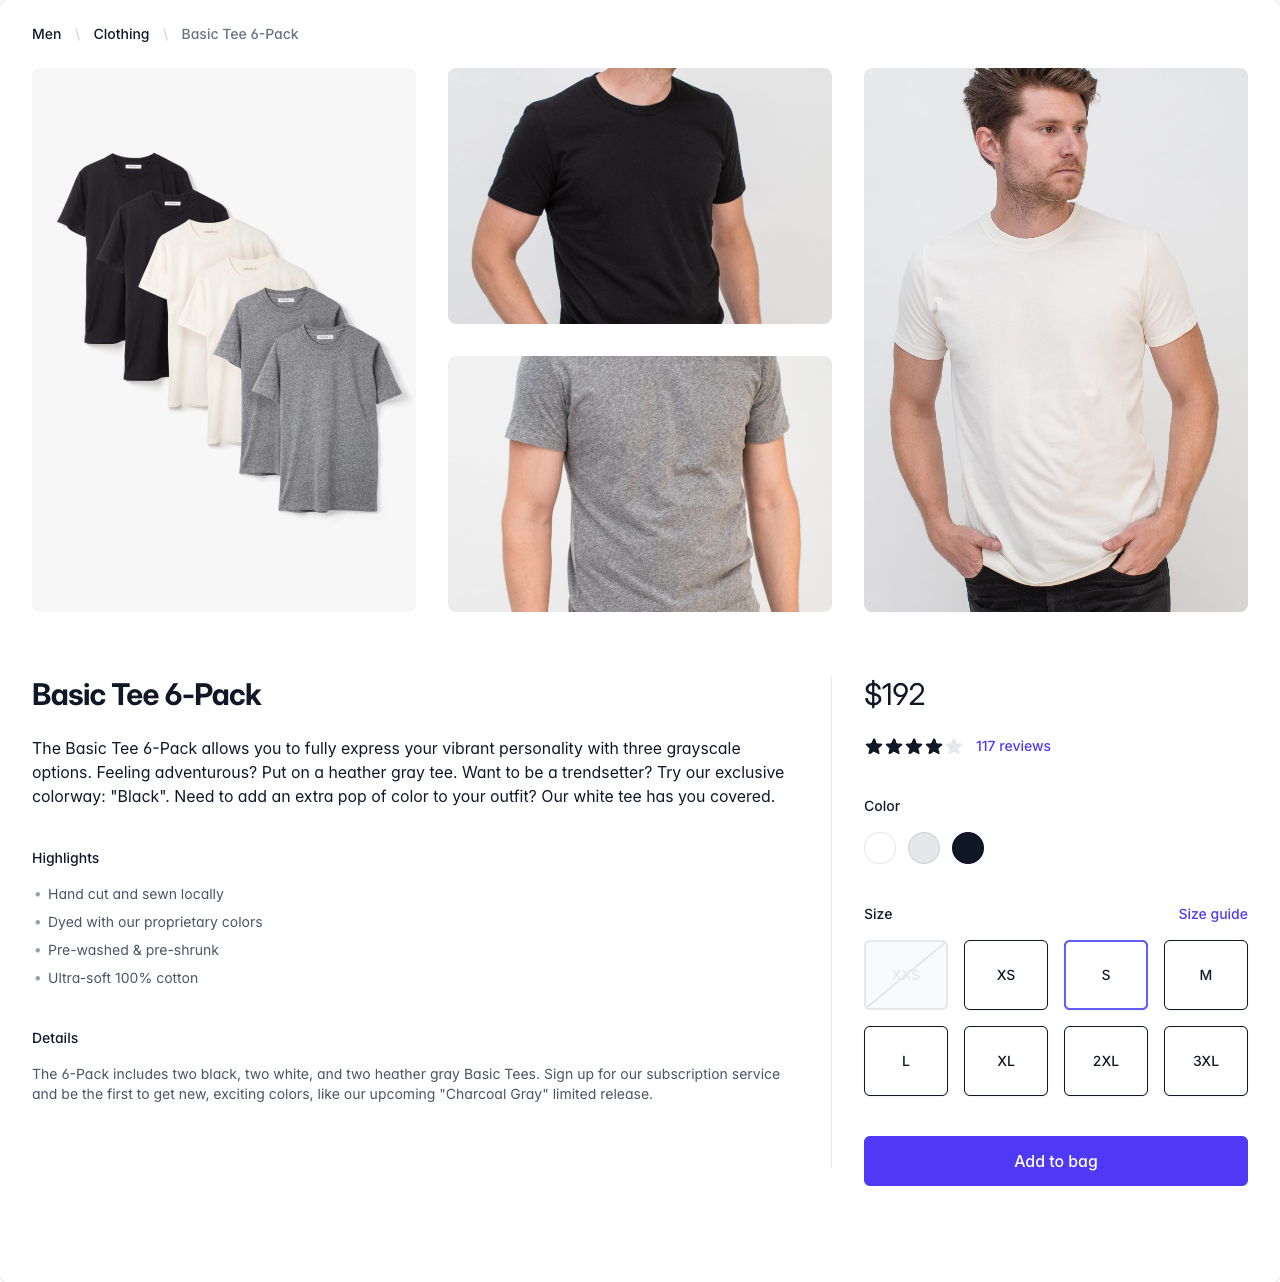 Men \ Clothing \ Basic Tee 6-Pack
Basic Tee 6-Pack
The Basic Tee 6-Pack allows you to fully express your vibrant personality with three grayscale
options. Feeling adventurous? Put on a heather gray tee. Want to be a trendsetter? Try our exclusive
colorway: "Black". Need to add an extra pop of color to your outfit? Our white tee has you covered.
Highlights
• Hand cut and sewn locally
• Dyed with our proprietary colors
• Pre-washed & pre-shrunk
• Ultra-soft 100% cotton
Details
The 6-Pack includes two black, two white, and two heather gray Basic Tees. Sign up for our subscription service
and be the first to get new, exciting colors, like our upcoming "Charcoal Gray" limited release.
$192
117 reviews
Color
Size Size guide
XXS XS S M
L XL 2XL 3XL
Add to bag